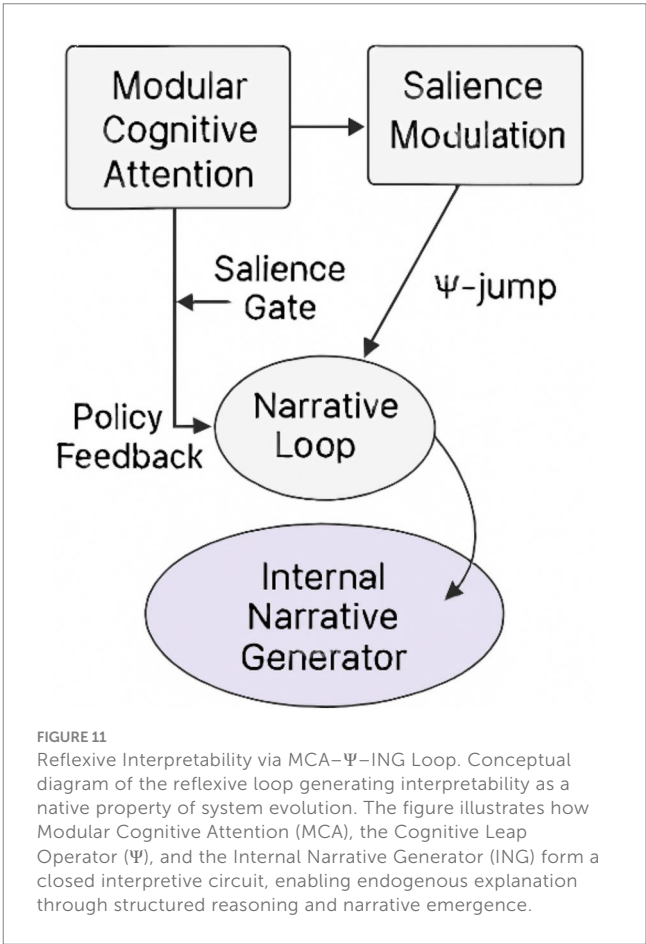 Modular
Cognitive
Attention
Salience
Modulation
Salience
Gate
Ψ-jump
Policy
Feedback
Narrative
Loop
Internal
Narrative
Generator
FIGURE 11
Reflexive Interpretability via MCA–Ψ–ING Loop. Conceptual
diagram of the reflexive loop generating interpretability as a
native property of system evolution. The figure illustrates how
Modular Cognitive Attention (MCA), the Cognitive Leap
Operator (Ψ), and the Internal Narrative Generator (ING) form a
closed interpretive circuit, enabling endogenous explanation
through structured reasoning and narrative emergence.